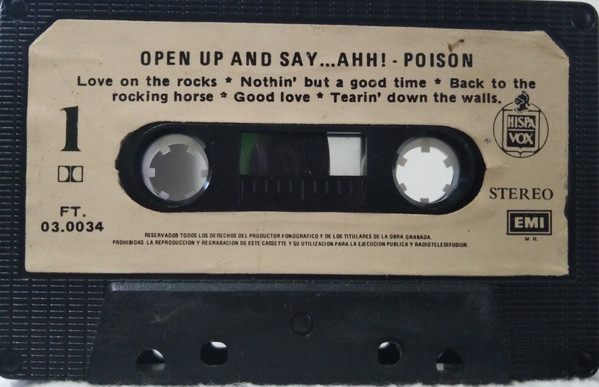 OPEN UP AND SAY...AHH! - POISON
Love on the rocks * Nothin' but a good time * Back to the
rocking horse * Good love * Tearin' down the walls.
1
HISPA
VOX
STEREO
FT.
03.0034
EMI
M R
RESERVADOS TODOS LOS DERECHOS DEL PRODUCTOR FONOGRAFICO Y DE LOS TITULARES DE LA OBRA GRABADA.
PROHIBIDAS LA REPRODUCCION Y REGRABACION DE ESTE CASSETTE Y SU UTILIZACION PARA LA EJECUCION PUBLICA Y RADIOTELEDIFUSION.